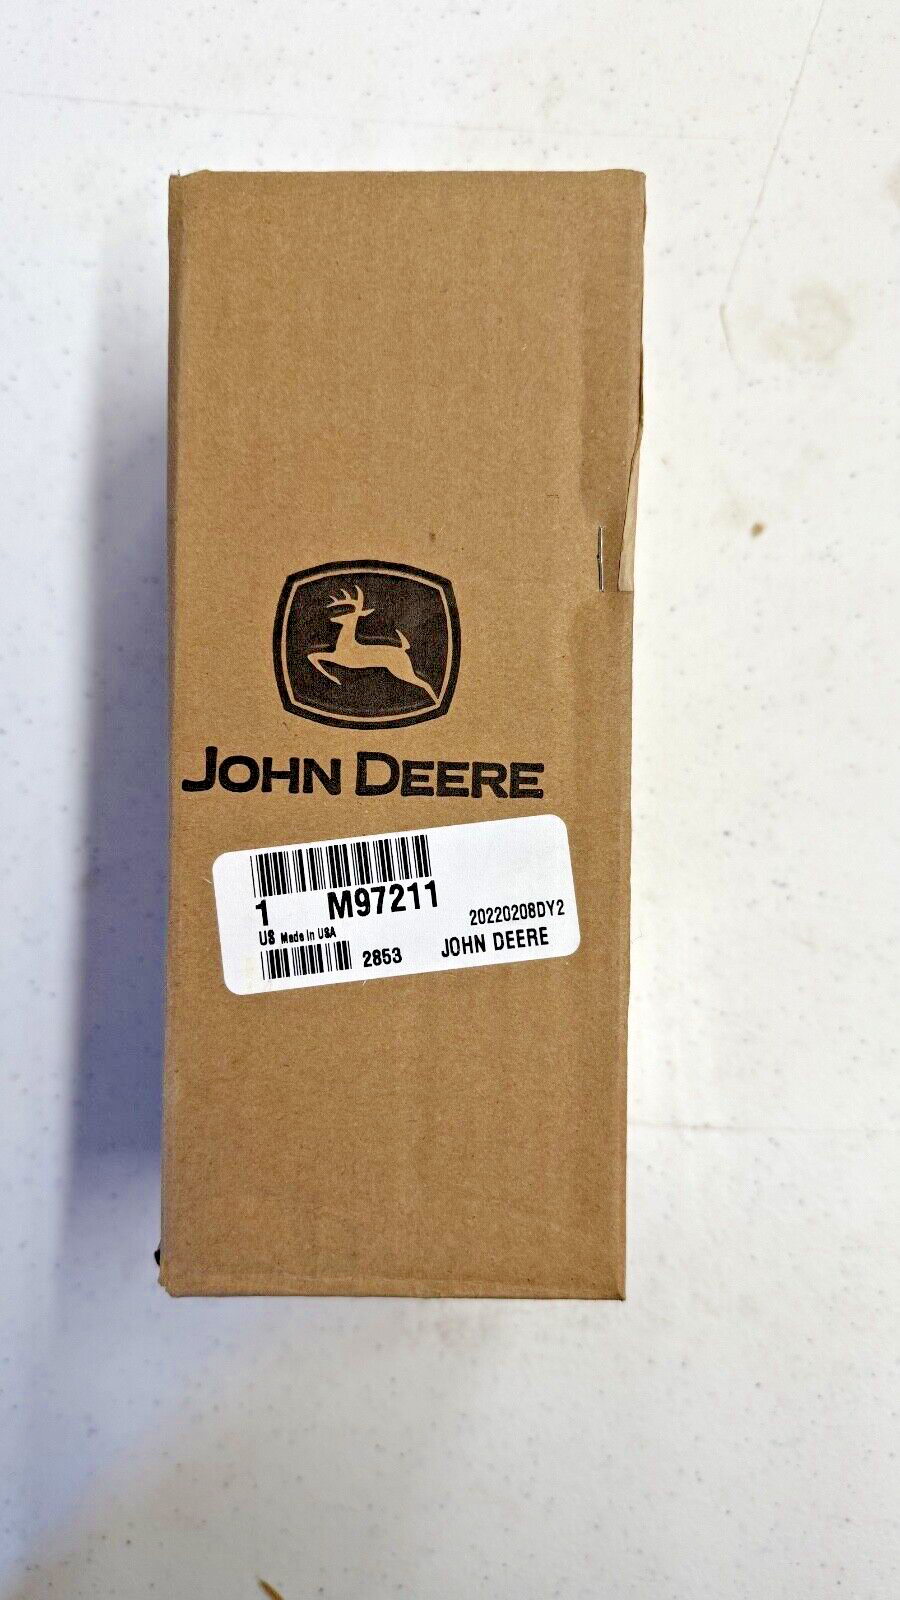 JOHN DEERE
1 M97211
US Made in USA 20220208DY2
2853 JOHN DEERE